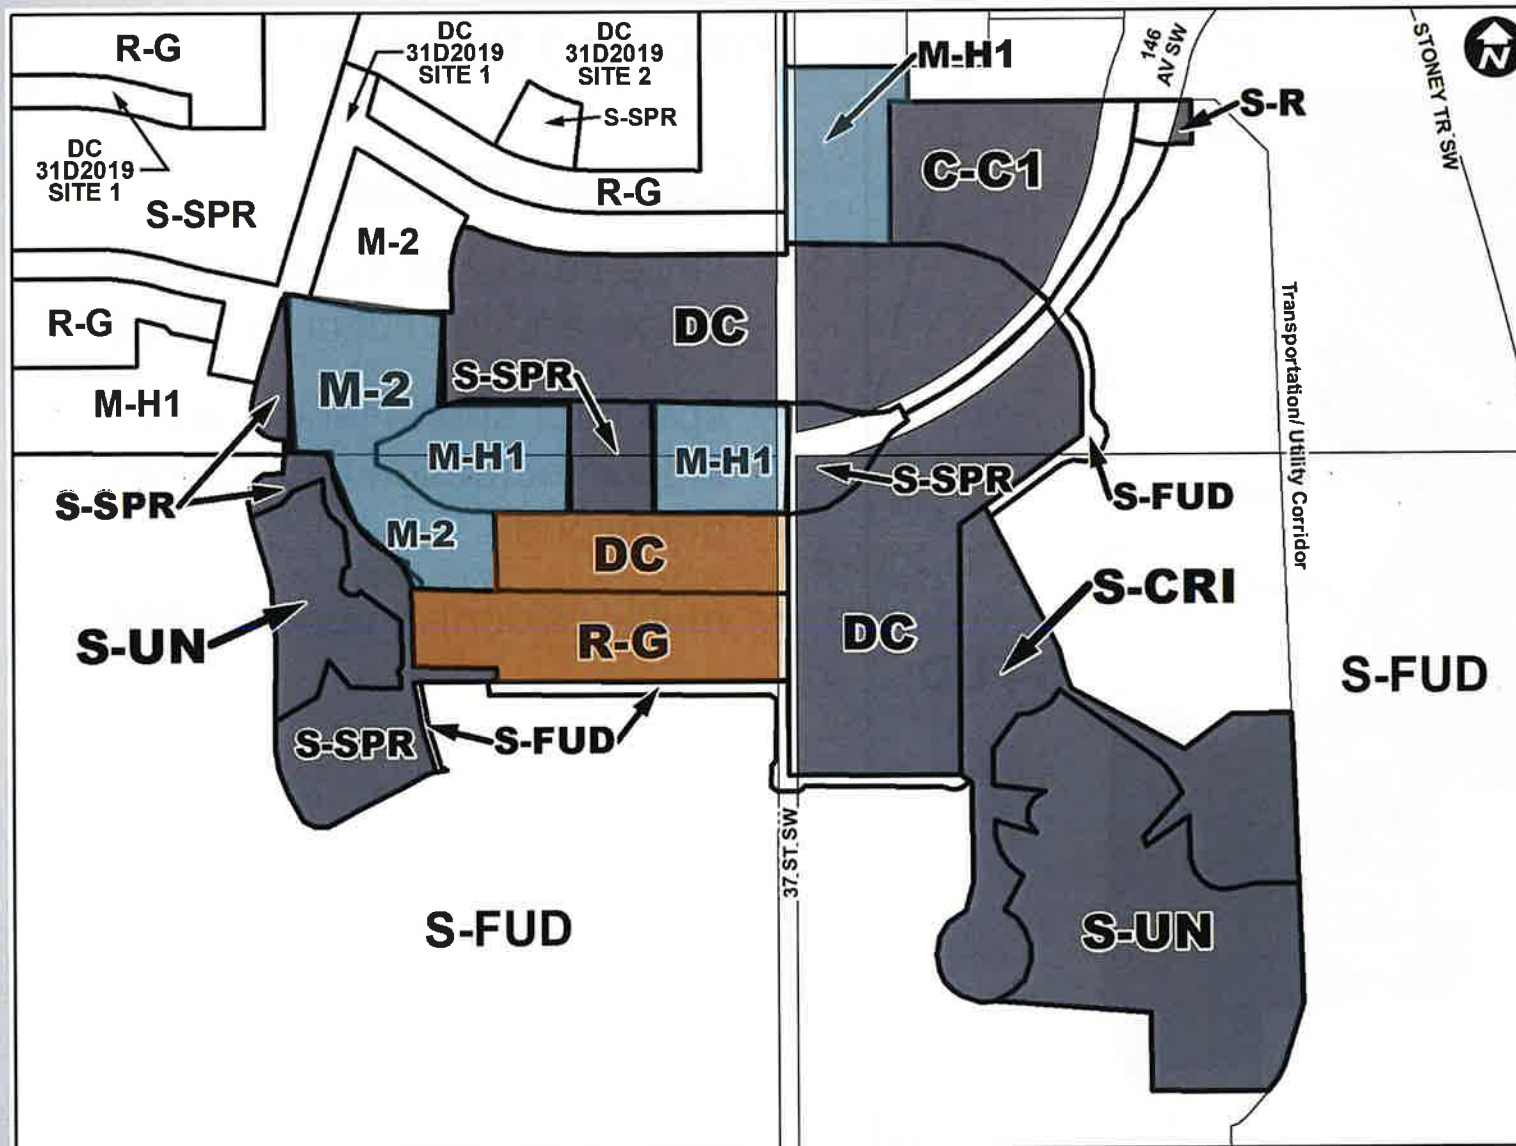 R-G
DC
31D2019
SITE 1
DC
31D2019
SITE 2
S-SPR
M-H1
146
AV SW
STONEY TR SW
N
S-R
DC
31D2019
SITE 1
S-SPR
R-G
M-2
C-C1
R-G
DC
Transportation/ Utility Corridor
M-H1
M-2
S-SPR
M-H1
M-H1
S-SPR
S-SPR
S-FUD
M-2
DC
S-CRI
S-UN
R-G
DC
S-FUD
S-SPR
S-FUD
37 ST SW
S-FUD
S-UN